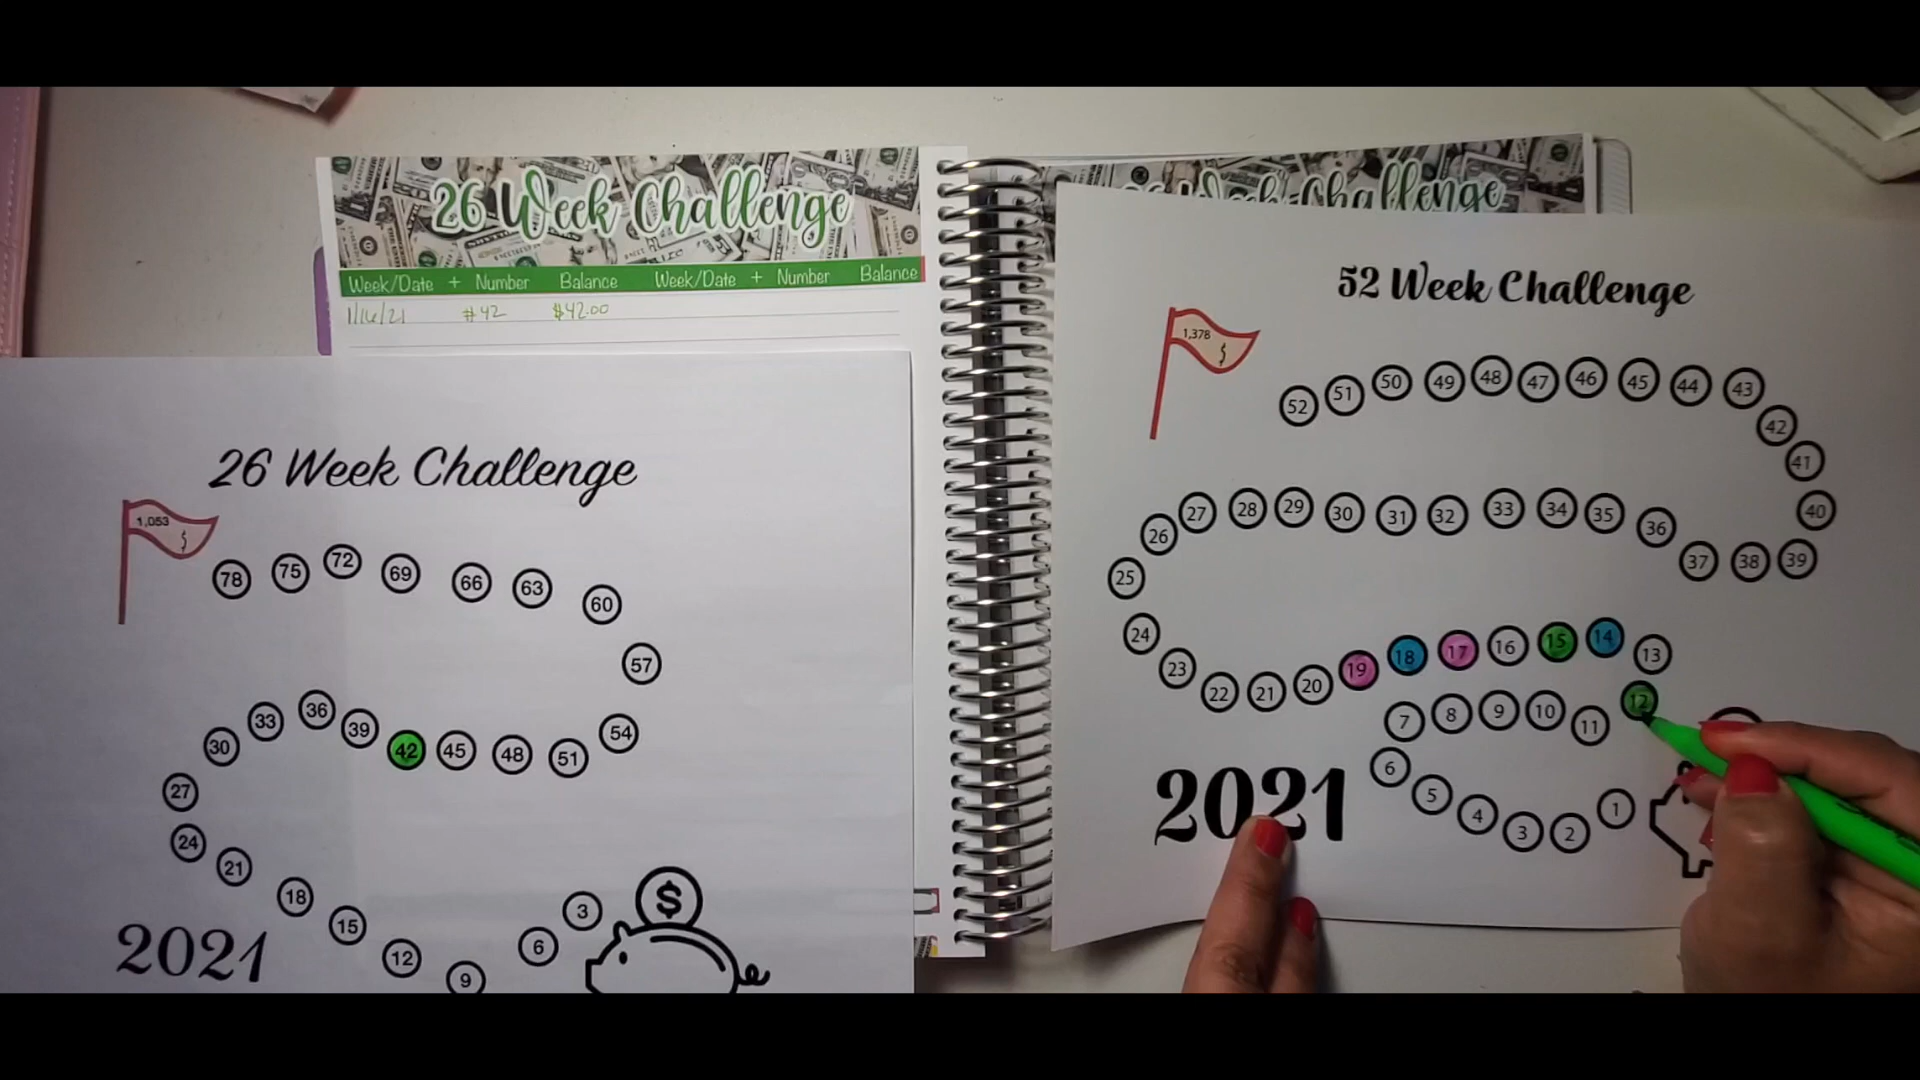 26 Week Challenge
Week/Date + Number Balance Week/Date + Number Balance
1/16/21 #42 $42.00
26 Week Challenge
1,053
$
78 75 72 69 66 63 60
57
54
51 48 45 42 39 36 33 30
27
24
21
18
15
12
9
6
3
$
2021
Week Challenge
52 Week Challenge
1,378
$
52 51 50 49 48 47 46 45 44 43
42
41
40
39 38 37 36 35 34 33 32 31 30 29 28 27 26
25
24
23
22 21 20 19 18 17 16 15 14 13
12
11 10 9 8 7
6
5
4
3 2 1
2021